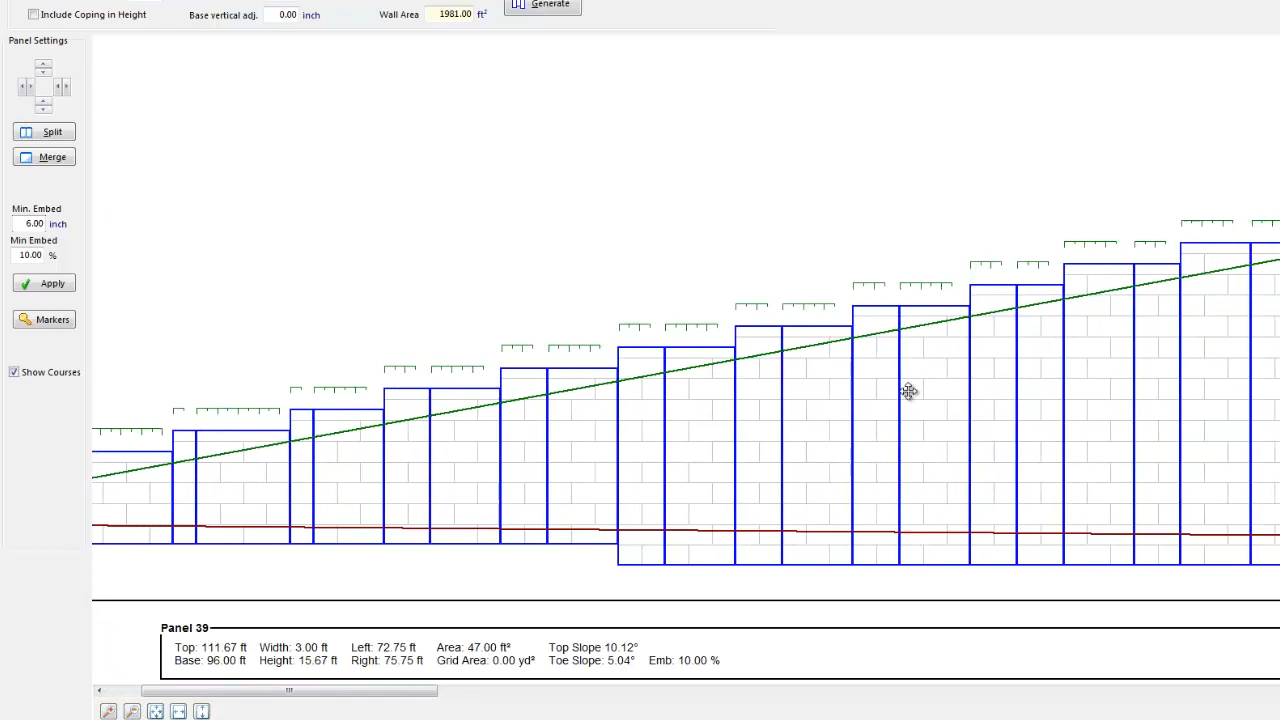 Include Coping in Height Base vertical adj. 0.00 inch Wall Area 1981.00 ft² Generate
Panel Settings
Split
Merge
Min. Embed
6.00 inch
Min Embed
10.00 %
Apply
Markers
Show Courses
Panel 39
Top: 111.67 ft Width: 3.00 ft Left: 72.75 ft Area: 47.00 ft² Top Slope 10.12°
Base: 96.00 ft Height: 15.67 ft Right: 75.75 ft Grid Area: 0.00 yd² Toe Slope: 5.04° Emb: 10.00 %